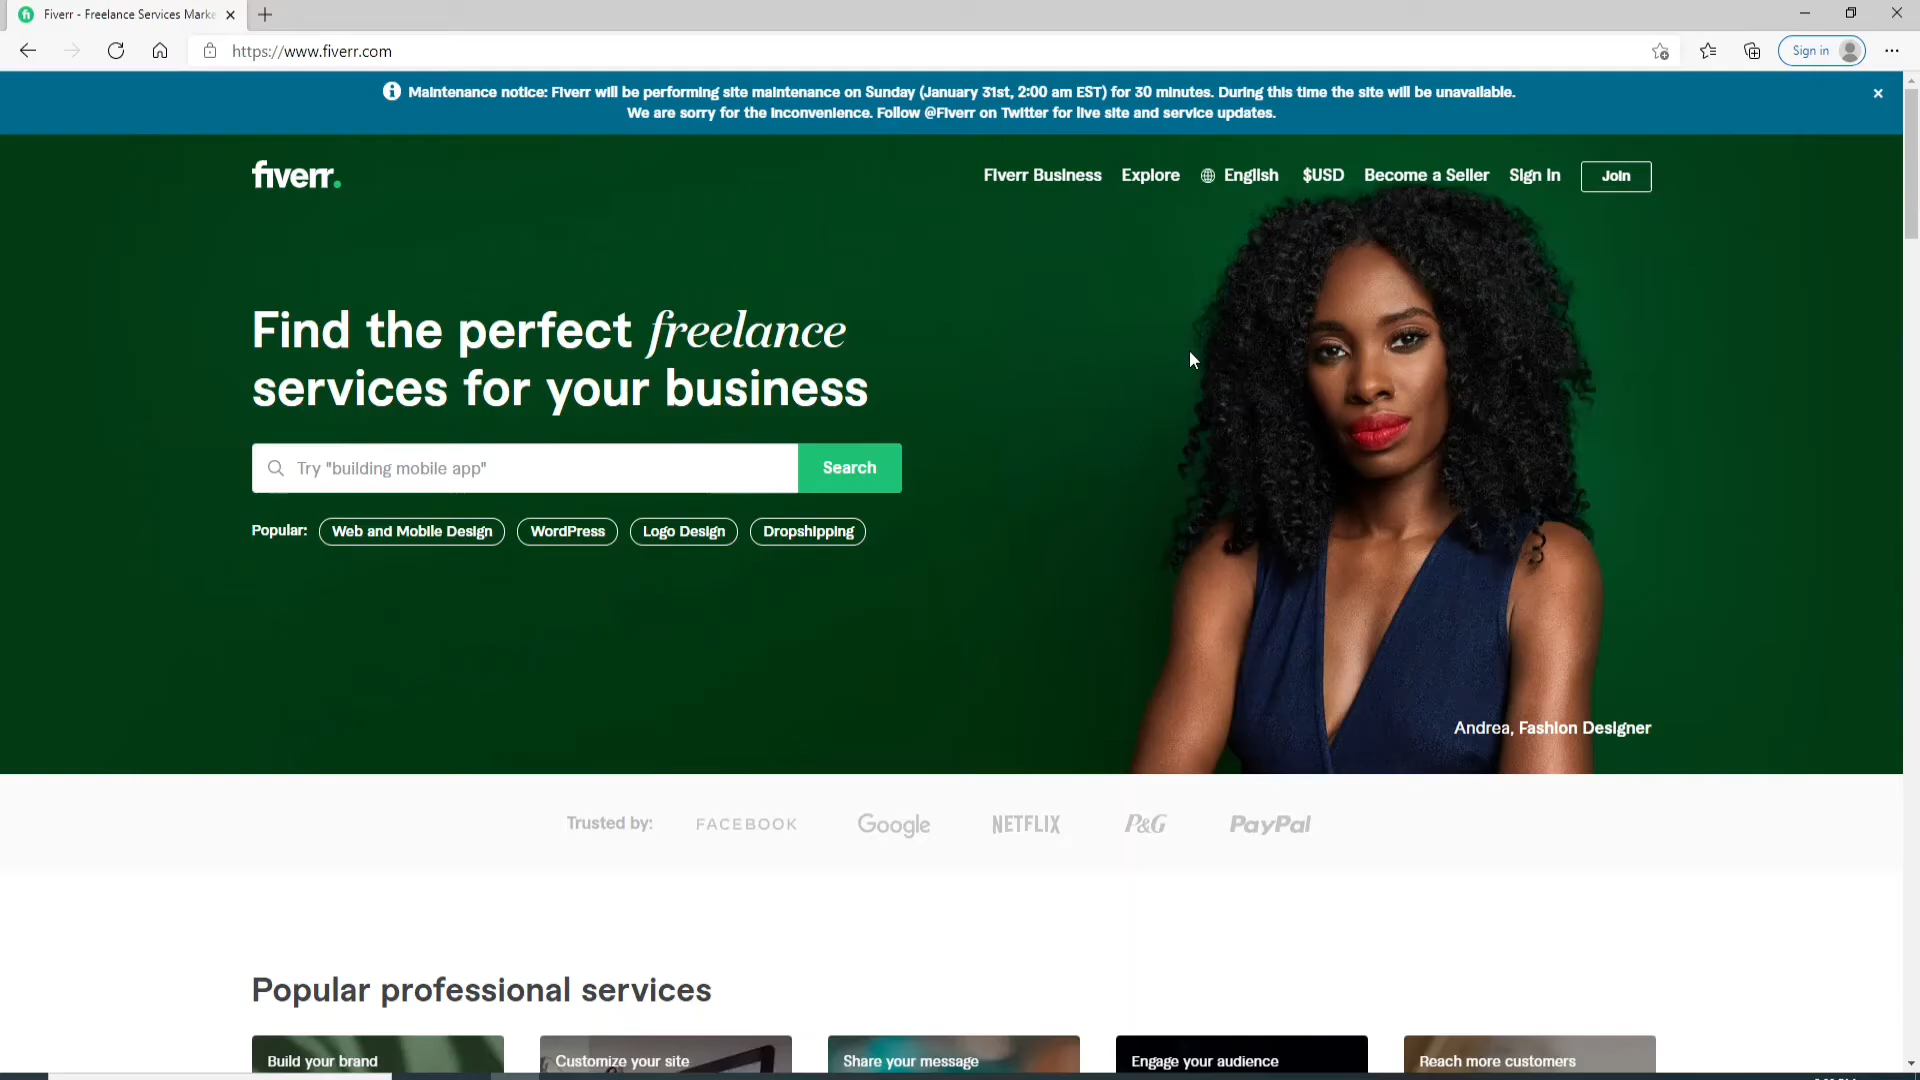 Fiverr - Freelance Services Marke
https://www.fiverr.com
Sign in
Maintenance notice: Fiverr will be performing site maintenance on Sunday (January 31st, 2:00 am EST) for 30 minutes. During this time the site will be unavailable.
We are sorry for the inconvenience. Follow @Fiverr on Twitter for live site and service updates.
fiverr.
Fiverr Business Explore English $USD Become a Seller Sign In Join
Find the perfect freelance
services for your business
Try "building mobile app"
Search
Popular: Web and Mobile Design WordPress Logo Design Dropshipping
Andrea, Fashion Designer
Trusted by: FACEBOOK Google NETFLIX P&G PayPal
Popular professional services
Build your brand Customize your site Share your message Engage your audience Reach more customers